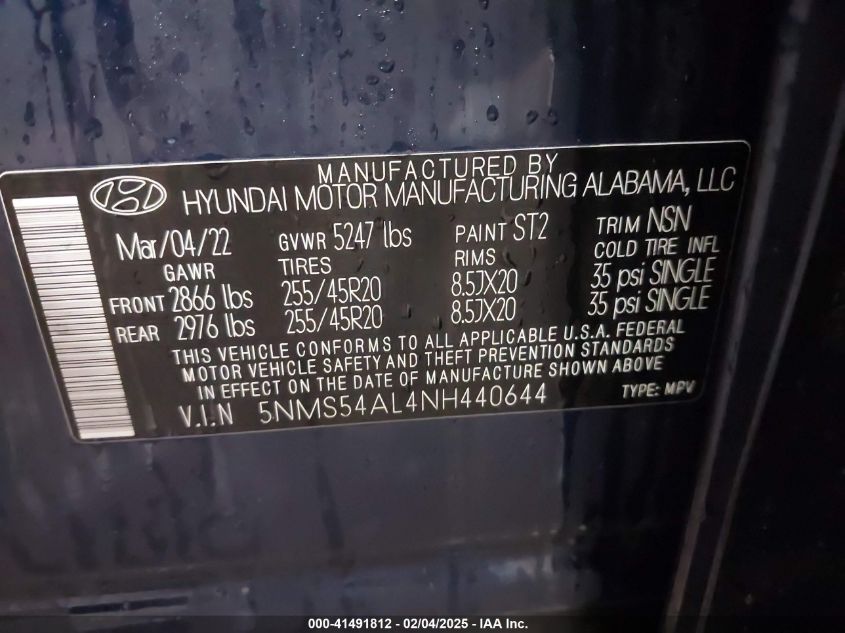 MANUFACTURED BY
HYUNDAI MOTOR MANUFACTURING ALABAMA, LLC
Mar/04/22 GVWR 5247 lbs PAINT ST2 TRIM NSN
GAWR TIRES RIMS COLD TIRE INFL
FRONT 2866 lbs 255/45R20 8.5JX20 35 psi SINGLE
REAR 2976 lbs 255/45R20 8.5JX20 35 psi SINGLE
THIS VEHICLE CONFORMS TO ALL APPLICABLE U.S.A. FEDERAL
MOTOR VEHICLE SAFETY AND THEFT PREVENTION STANDARDS
IN EFFECT ON THE DATE OF MANUFACTURE SHOWN ABOVE
V.I.N 5NMS54AL4NH440644 TYPE: MPV
000-41491812 - 02/04/2025 - IAA Inc.